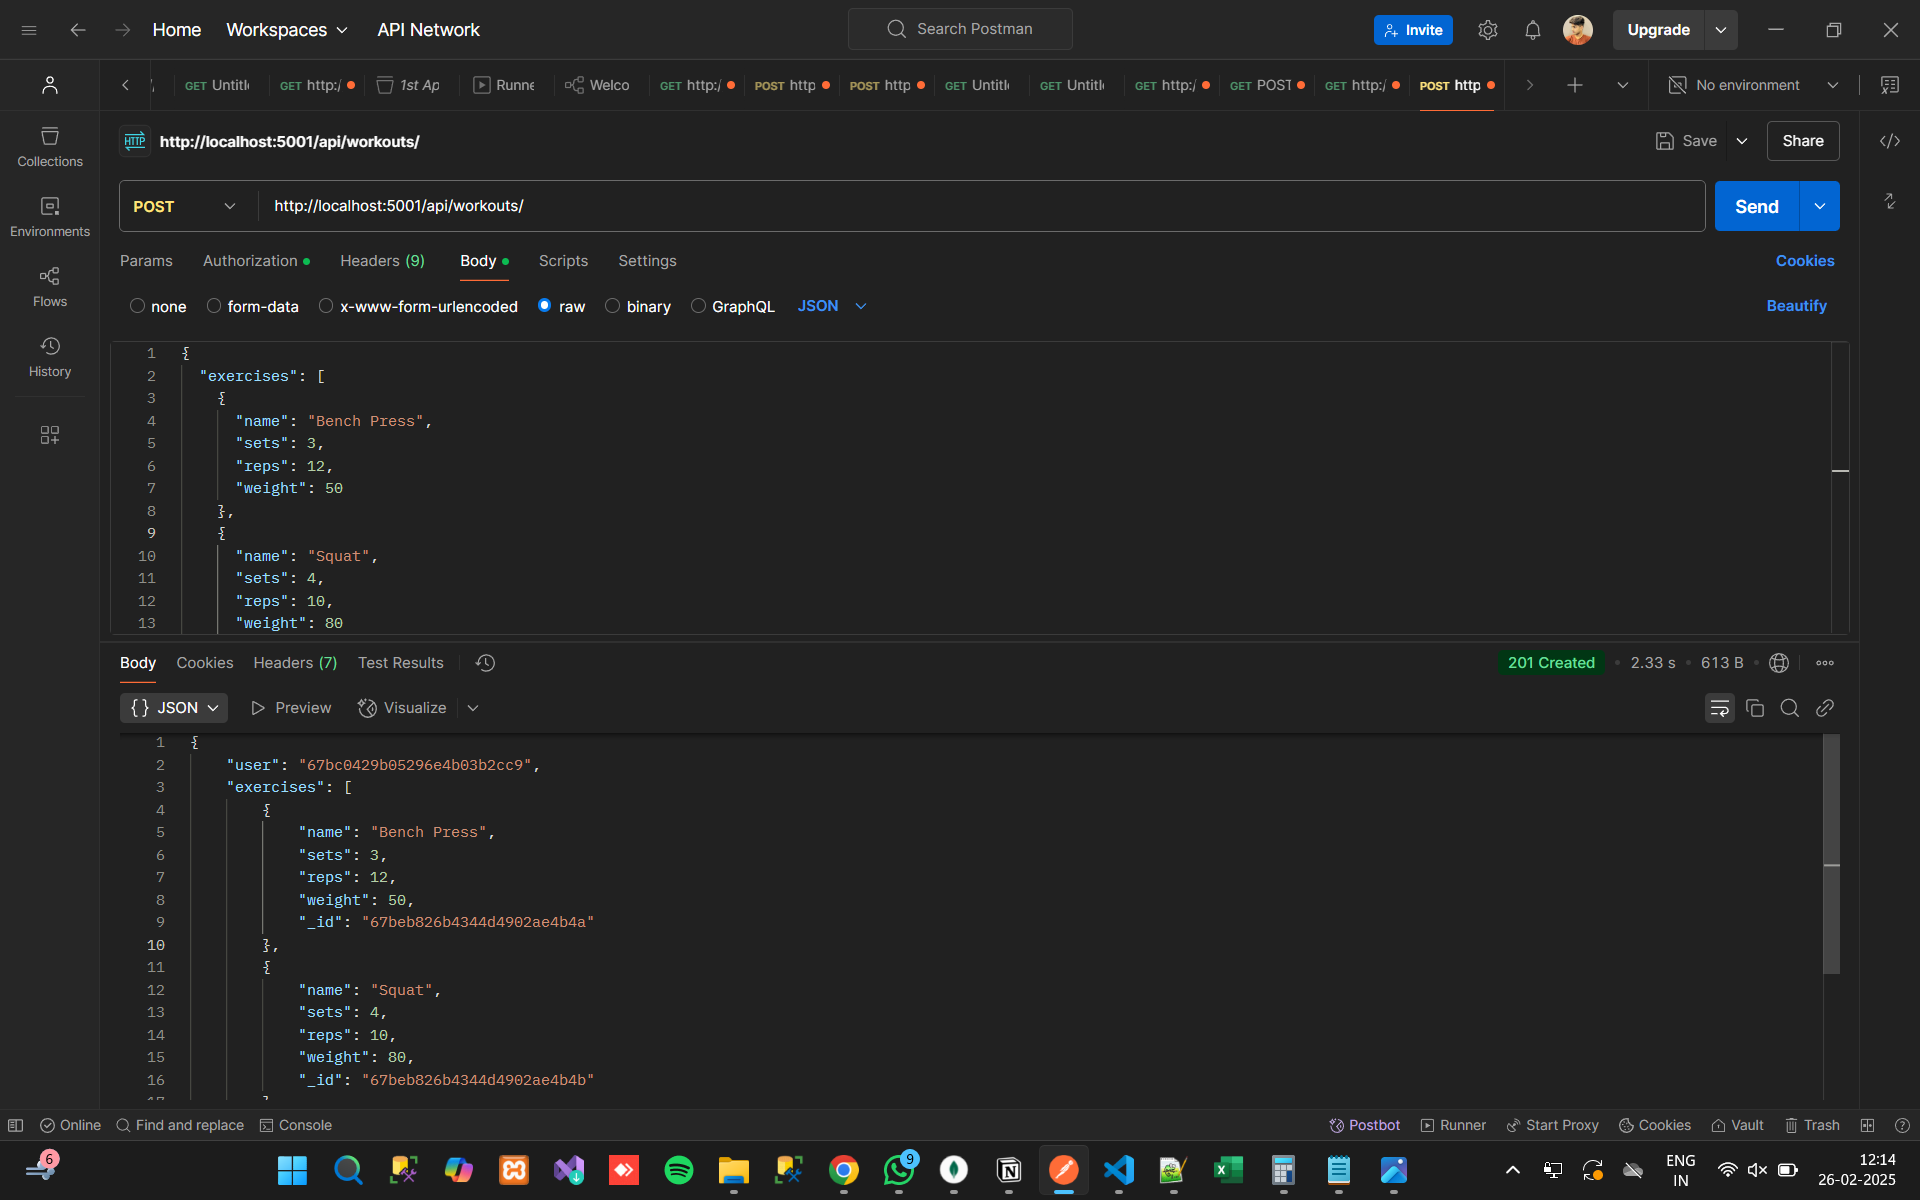 Home Workspaces API Network Search Postman Invite Upgrade
GET Untitl GET http:/ 1st Ap Runne Welco GET http:/ POST http POST http GET Untitl GET Untitl GET http:/ GET POST GET http:/ POST http No environment
HTTP http://localhost:5001/api/workouts/ Save Share
Collections
Environments
Flows
History
POST http://localhost:5001/api/workouts/ Send
Params Authorization Headers (9) Body Scripts Settings Cookies
none form-data x-www-form-urlencoded raw binary GraphQL JSON Beautify
1 {
2 "exercises": [
3 {
4 "name": "Bench Press",
5 "sets": 3,
6 "reps": 12,
7 "weight": 50
8 },
9 {
10 "name": "Squat",
11 "sets": 4,
12 "reps": 10,
13 "weight": 80
Body Cookies Headers (7) Test Results 201 Created 2.33 s 613 B
{} JSON Preview Visualize
1 {
2 "user": "67bc0429b05296e4b03b2cc9",
3 "exercises": [
4 {
5 "name": "Bench Press",
6 "sets": 3,
7 "reps": 12,
8 "weight": 50,
9 "_id": "67beb826b4344d4902ae4b4a"
10 },
11 {
12 "name": "Squat",
13 "sets": 4,
14 "reps": 10,
15 "weight": 80,
16 "_id": "67beb826b4344d4902ae4b4b"
Online Find and replace Console Postbot Runner Start Proxy Cookies Vault Trash
6 9 ENG 12:14
IN 26-02-2025